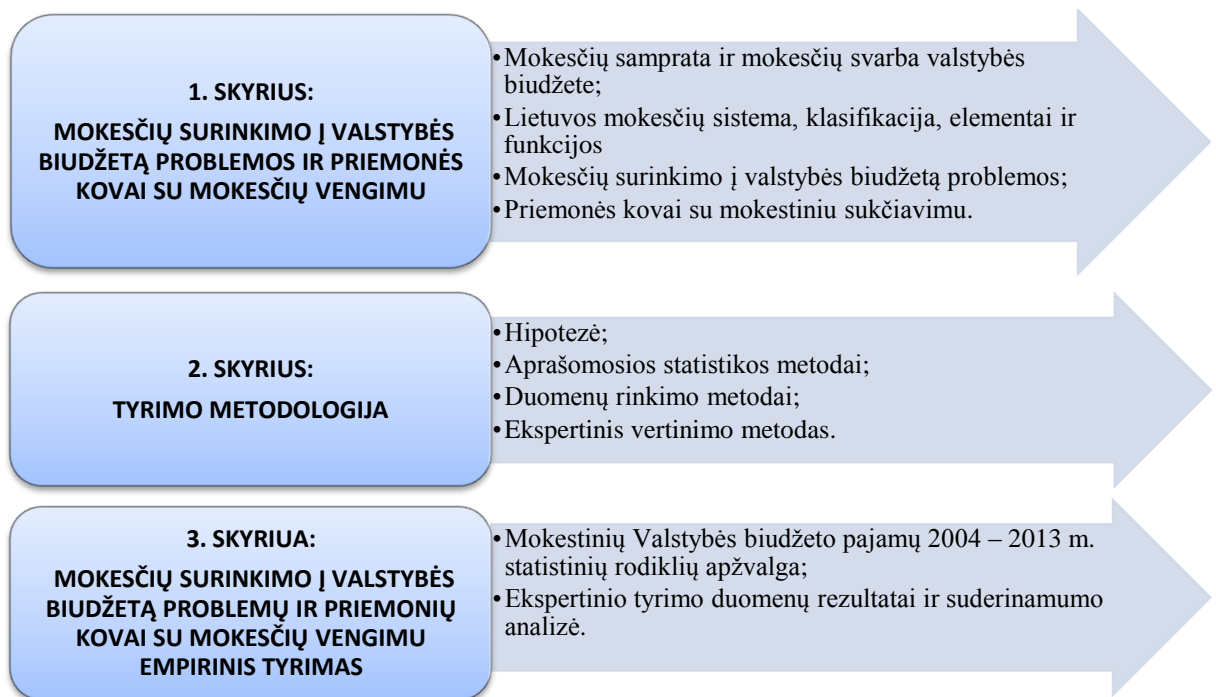 1. SKYRIUS:
MOKESČIŲ SURINKIMO Į VALSTYBĖS
BIUDŽETĄ PROBLEMOS IR PRIEMONĖS
KOVAI SU MOKESČIŲ VENGIMU
•Mokesčių samprata ir mokesčių svarba valstybės
biudžete;
•Lietuvos mokesčių sistema, klasifikacija, elementai ir
funkcijos
•Mokesčių surinkimo į valstybės biudžetą problemos;
•Priemonės kovai su mokestiniu sukčiavimu.
2. SKYRIUS:
TYRIMO METODOLOGIJA
•Hipotezė;
•Aprašomosios statistikos metodai;
•Duomenų rinkimo metodai;
•Ekspertinis vertinimo metodas.
3. SKYRIUA:
MOKESČIŲ SURINKIMO Į VALSTYBĖS
BIUDŽETĄ PROBLEMŲ IR PRIEMONIŲ
KOVAI SU MOKESČIŲ VENGIMU
EMPIRINIS TYRIMAS
•Mokestinių Valstybės biudžeto pajamų 2004 – 2013 m.
statistinių rodiklių apžvalga;
•Ekspertinio tyrimo duomenų rezultatai ir suderinamumo
analizė.